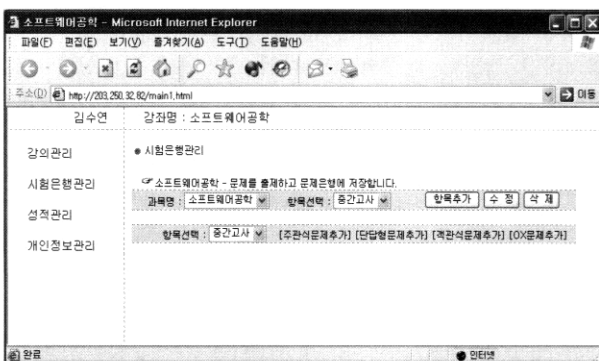 소프트웨어공학 - Microsoft Internet Explorer
파일(F) 편집(E) 보기(V) 즐겨찾기(A) 도구(T) 도움말(H)
주소(D) http://203,250,32,82/main1,html 이동
김수연 강좌명 : 소프트웨어공학
강의관리
시험은행관리
성적관리
개인정보관리
● 시험은행관리
☞ 소프트웨어공학 - 문제를 출제하고 문제은행에 저장합니다.
과목명 : 소프트웨어공학 항목선택 : 중간고사 항목추가 수 정 삭 제
항목선택 : 중간고사 [주관식문제추가] [단답형문제추가] [객관식문제추가] [OX문제추가]
완료 인터넷